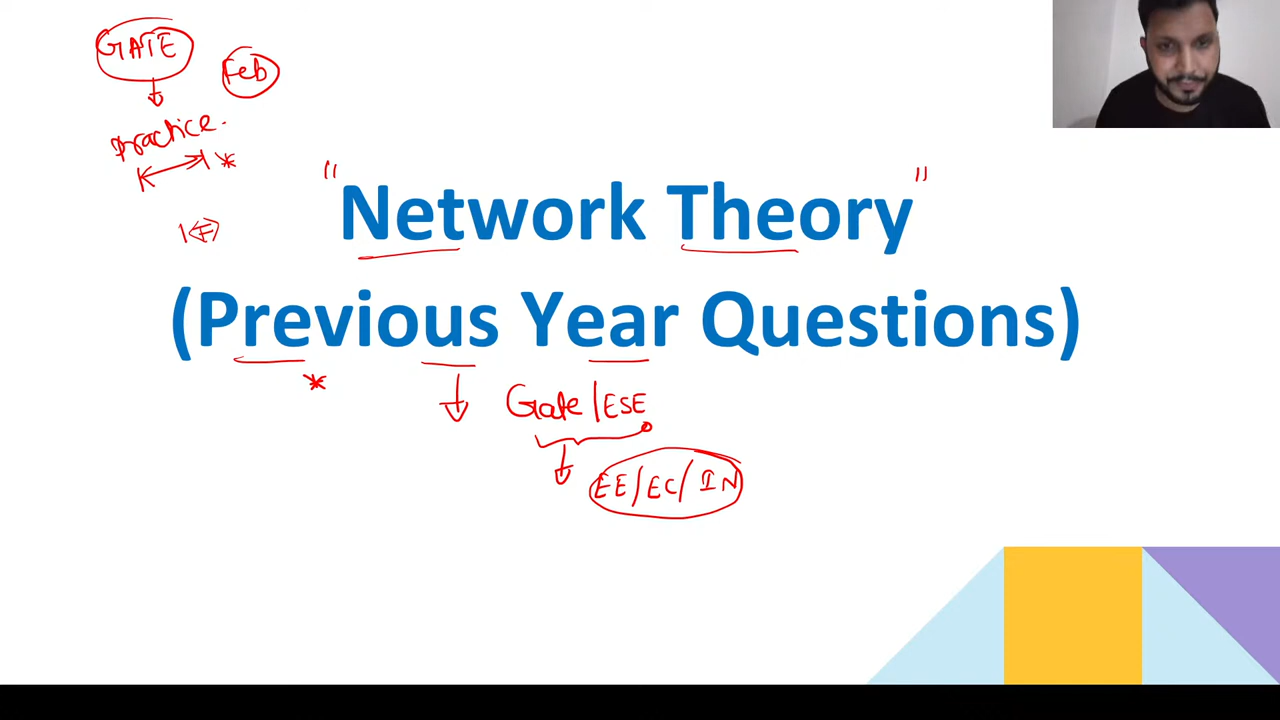 GATE
Feb
Practice.
"Network Theory"
(Previous Year Questions)
Gate/ESE
EE/EC/IN